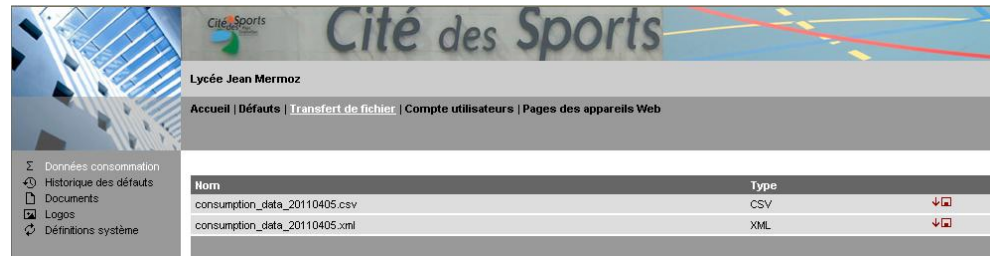 Cité des Sports
Cité des Sports
Lycée Jean Mermoz
Accueil | Défauts | Transfert de fichier | Compte utilisateurs | Pages des appareils Web
Σ Données consommation
Historique des défauts
Documents
Logos
Définitions système
Nom Type
consumption_data_20110405.csv CSV
consumption_data_20110405.xml XML